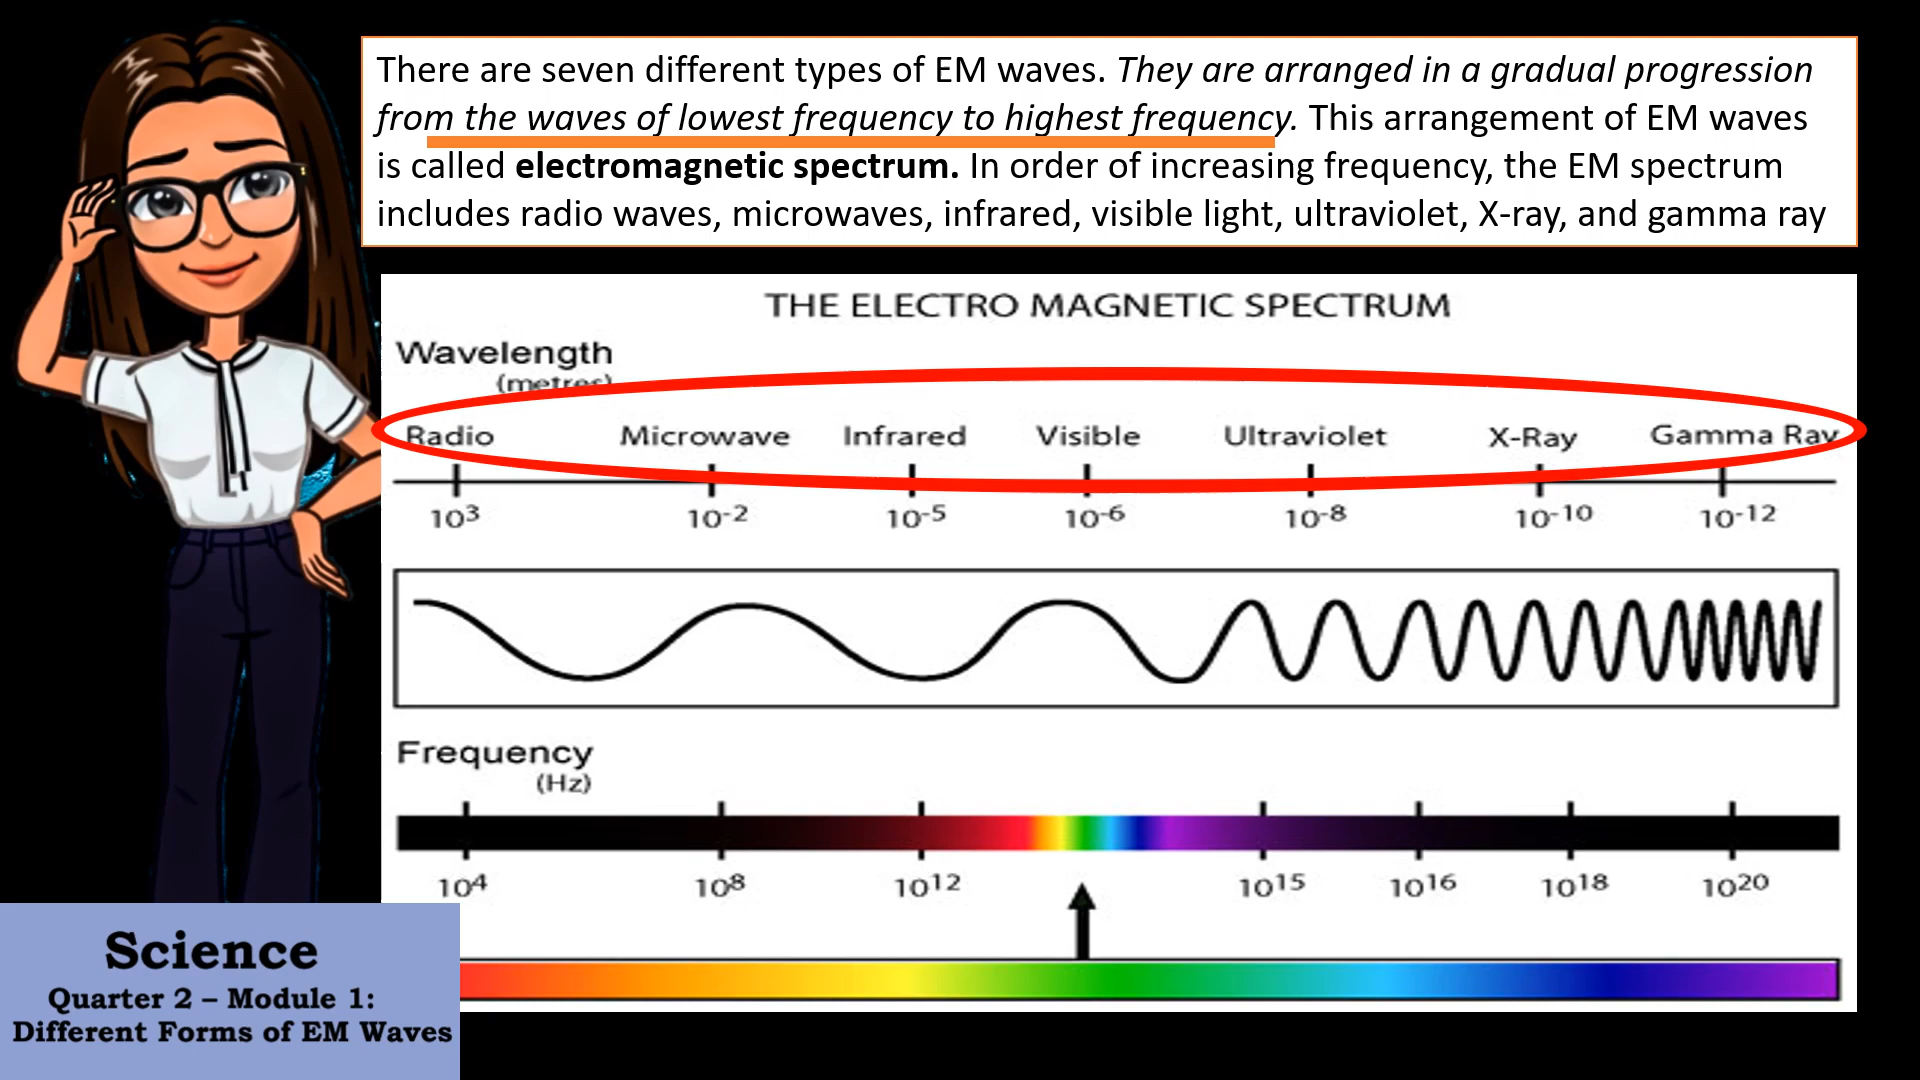 There are seven different types of EM waves. They are arranged in a gradual progression
from the waves of lowest frequency to highest frequency. This arrangement of EM waves
is called electromagnetic spectrum. In order of increasing frequency, the EM spectrum
includes radio waves, microwaves, infrared, visible light, ultraviolet, X-ray, and gamma ray
THE ELECTRO MAGNETIC SPECTRUM
Wavelength
(metres)
Radio Microwave Infrared Visible Ultraviolet X-Ray Gamma Ray
10³ 10⁻² 10⁻⁵ 10⁻⁶ 10⁻⁸ 10⁻¹⁰ 10⁻¹²
Frequency
(Hz)
10⁴ 10⁸ 10¹² 10¹⁵ 10¹⁶ 10¹⁸ 10²⁰
Science
Quarter 2 – Module 1:
Different Forms of EM Waves